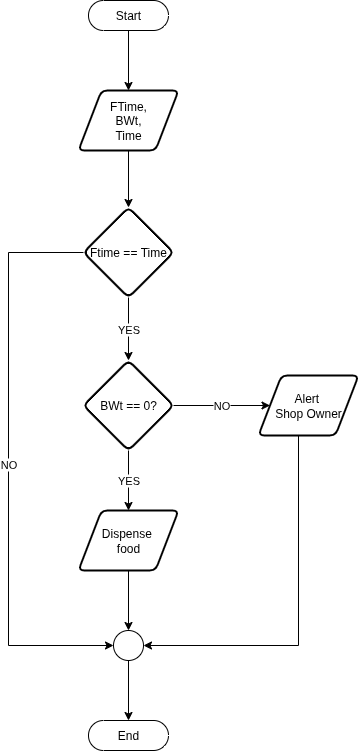 Start
FTime,
BWt,
Time
Ftime == Time
YES
BWt == 0?
NO
Alert
Shop Owner
NO
YES
Dispense
food
End